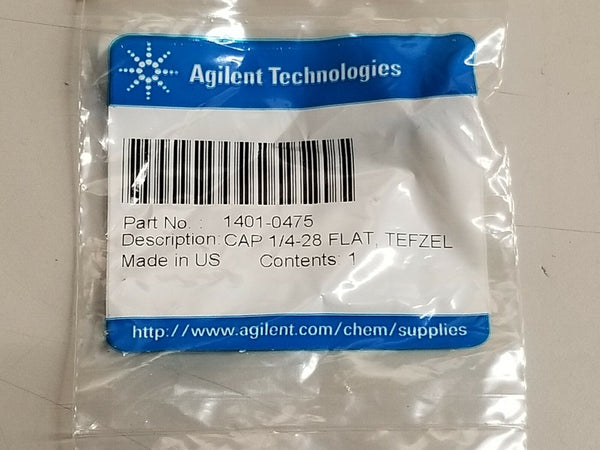 Agilent Technologies
Part No. : 1401-0475
Description: CAP 1/4-28 FLAT, TEFZEL
Made in US Contents: 1
http://www.agilent.com/chem/supplies